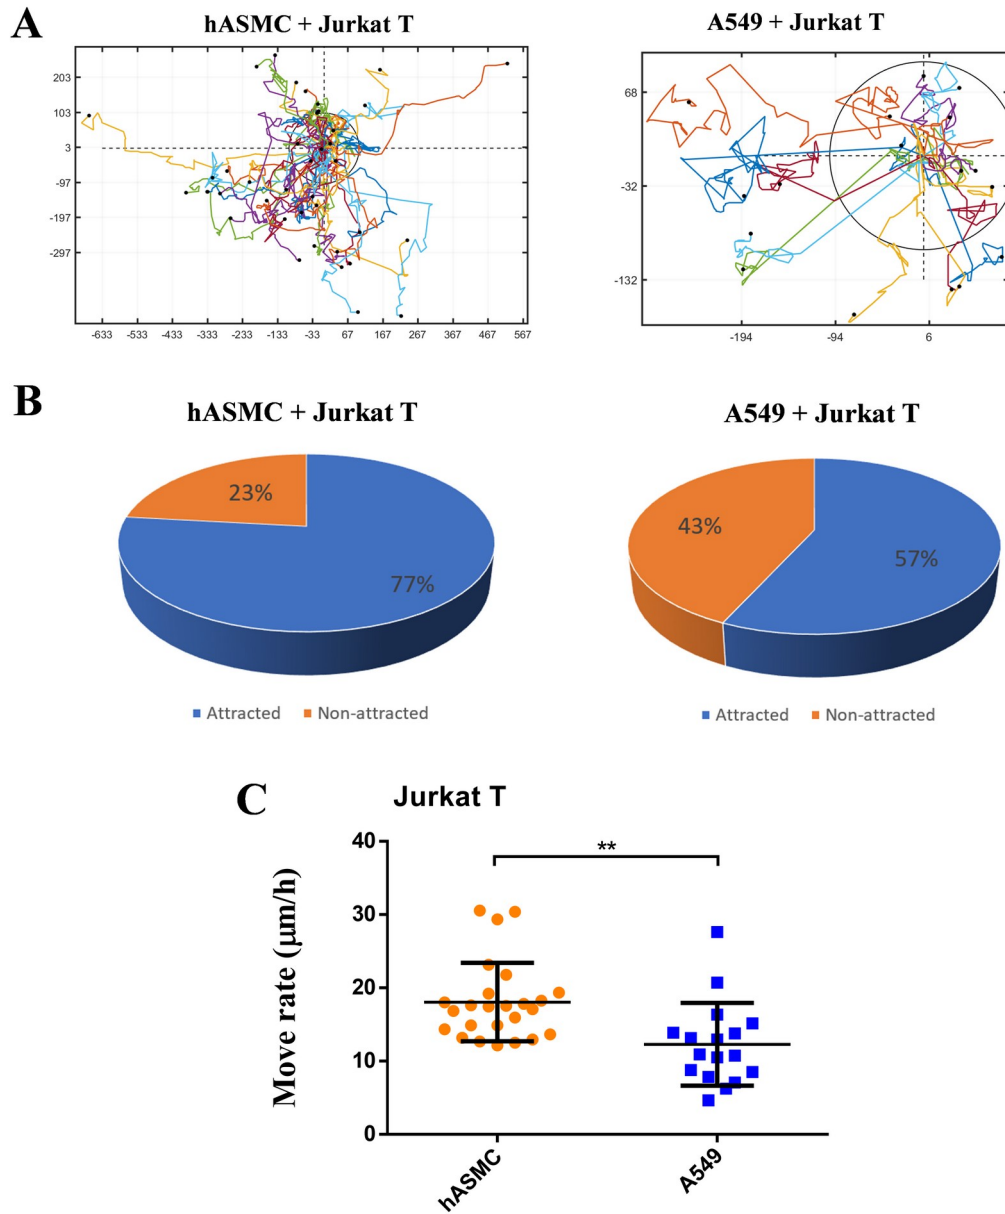 A
hASMC + Jurkat T
A549 + Jurkat T
203
103
3
-97
-197
-297
-633 -533 -433 -333 -233 -133 -33 67 167 267 367 467 567
68
-32
-132
-194 -94 6
B
hASMC + Jurkat T
A549 + Jurkat T
23%
77%
43%
57%
Attracted Non-attracted
Attracted Non-attracted
C
Jurkat T
Move rate (μm/h)
40
30
20
10
0
**
hASMC
A549